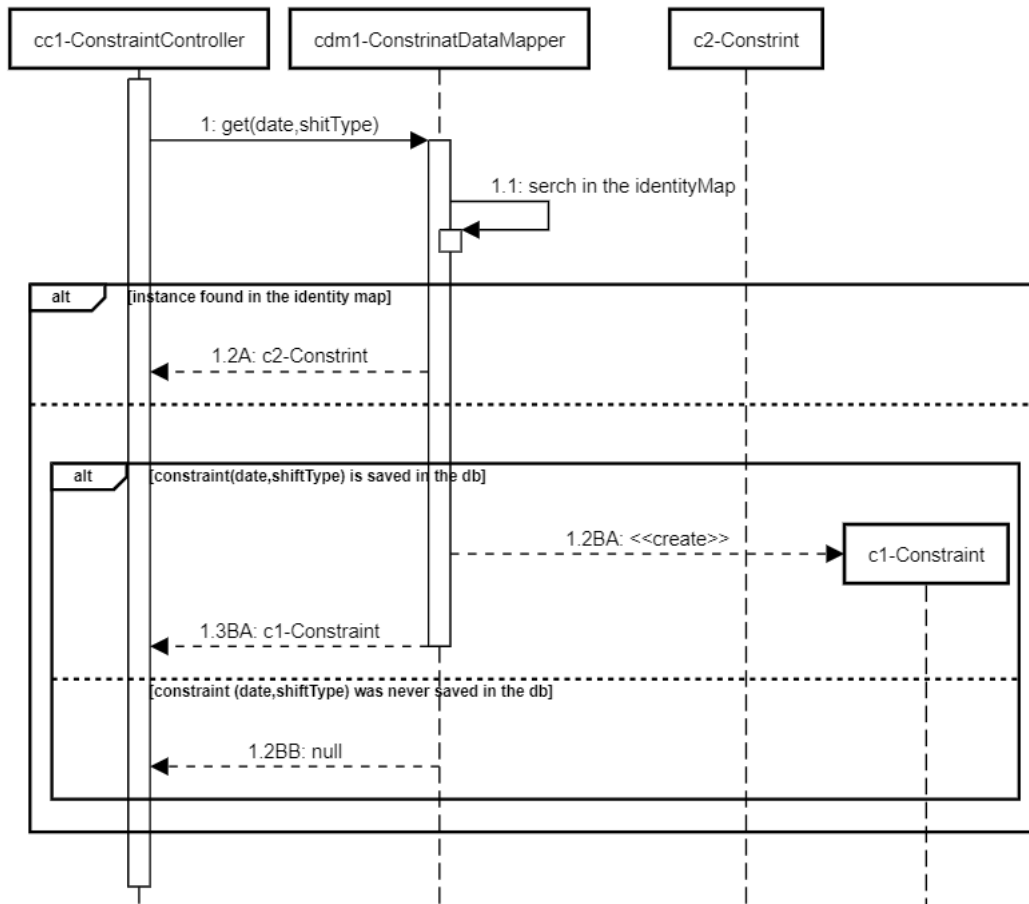 cc1-ConstraintController
cdm1-ConstrinatDataMapper
c2-Constrint
1: get(date,shitType)
1.1: serch in the identityMap
alt
[instance found in the identity map]
1.2A: c2-Constrint
alt
[constraint(date,shiftType) is saved in the db]
1.2BA: <<create>>
c1-Constraint
1.3BA: c1-Constraint
[constraint (date,shiftType) was never saved in the db]
1.2BB: null